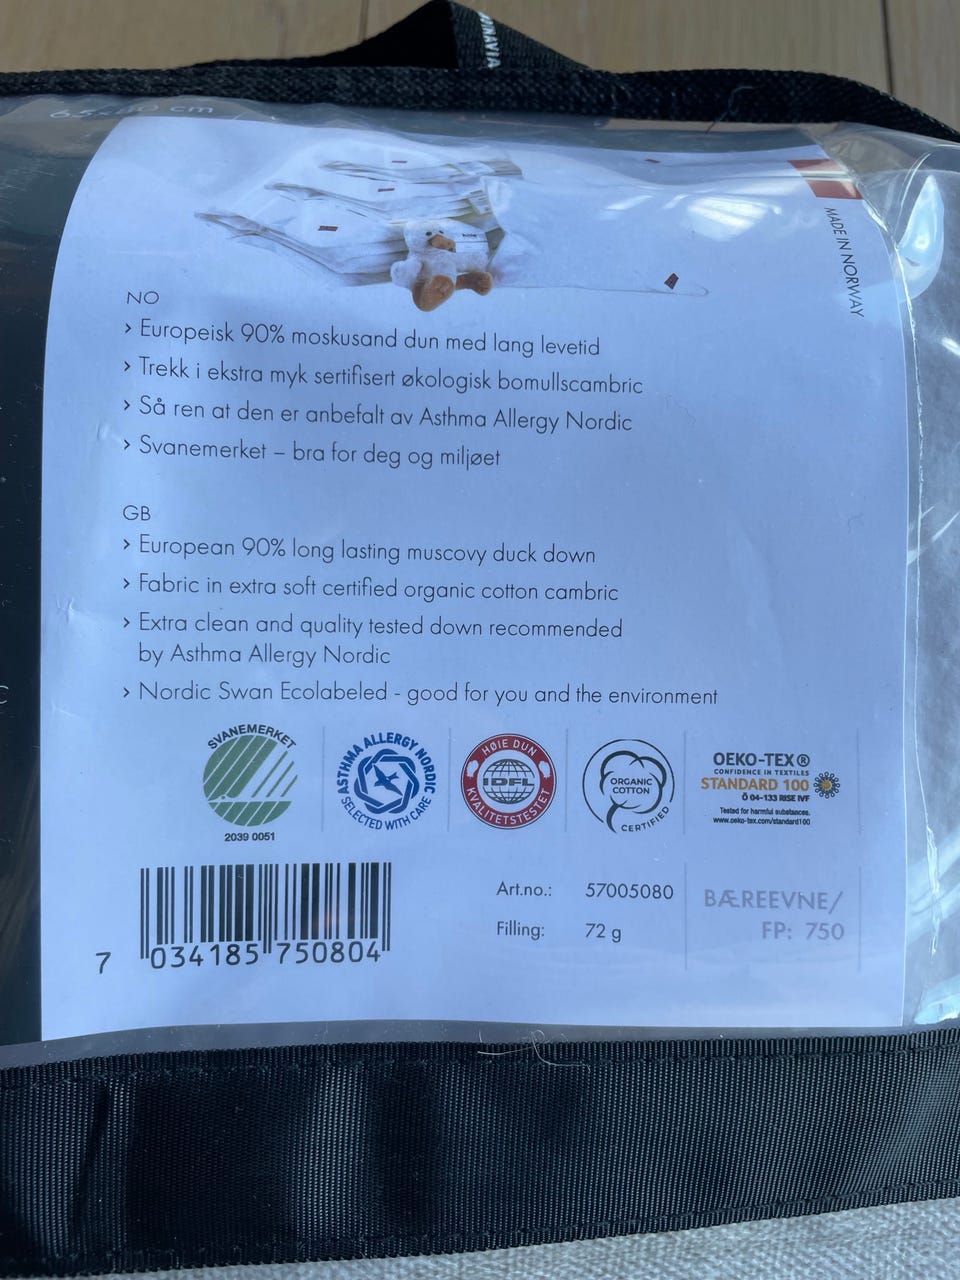 cm
MADE IN NORWAY
NO
› Europeisk 90% moskusand dun med lang levetid
› Trekk i ekstra myk sertifisert økologisk bomullscambric
› Så ren at den er anbefalt av Asthma Allergy Nordic
› Svanemerket – bra for deg og miljøet
GB
› European 90% long lasting muscovy duck down
› Fabric in extra soft certified organic cotton cambric
› Extra clean and quality tested down recommended
by Asthma Allergy Nordic
› Nordic Swan Ecolabeled - good for you and the environment
SVANEMERKET
2039 0051
ASTHMA ALLERGY NORDIC
SELECTED WITH CARE
HØIE DUN
IDFL
KVALITETSTESTET
ORGANIC
COTTON
CERTIFIED
OEKO-TEX®
CONFIDENCE IN TEXTILES
STANDARD 100
Ö 04-133 RISE IVF
Tested for harmful substances.
www.oeko-tex.com/standard100
Art.no.: 57005080
Filling: 72 g
BÆREEVNE/
FP: 750
7 034185 750804